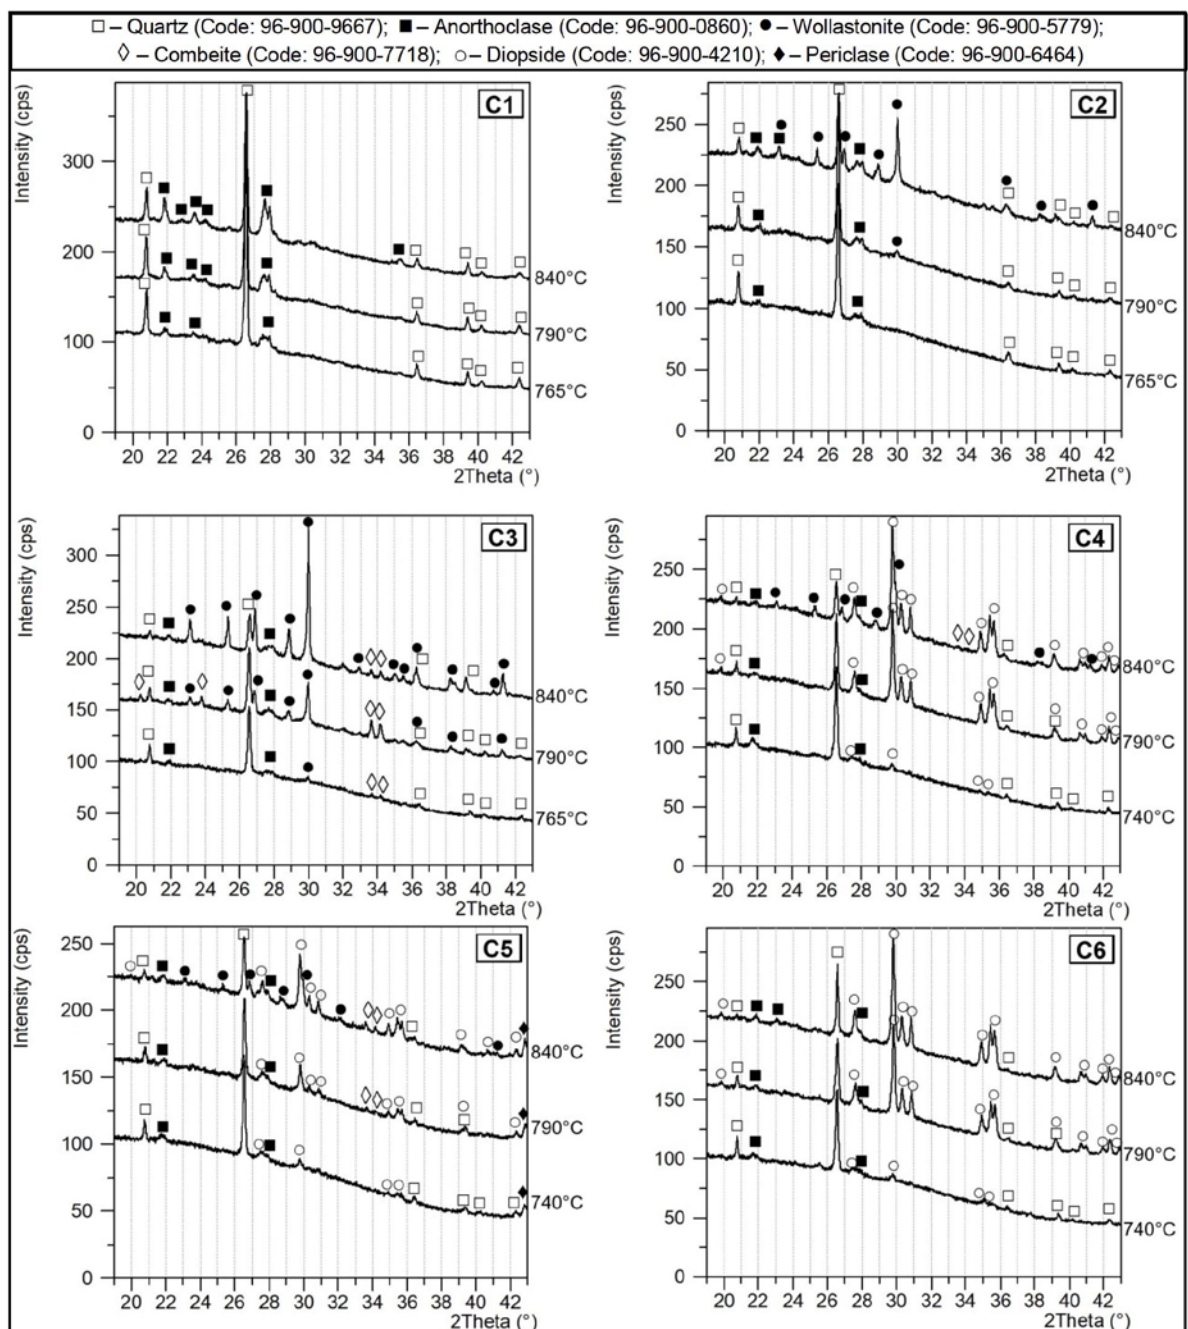 □ – Quartz (Code: 96-900-9667); ■ – Anorthoclase (Code: 96-900-0860); ● – Wollastonite (Code: 96-900-5779);
◊ – Combeite (Code: 96-900-7718); ○ – Diopside (Code: 96-900-4210); ♦ – Periclase (Code: 96-900-6464)
Intensity (cps)
C1
300
200
100
0
840°C
790°C
765°C
20 22 24 26 28 30 32 34 36 38 40 42
2Theta (°)
Intensity (cps)
C2
250
200
150
100
50
0
840°C
790°C
765°C
20 22 24 26 28 30 32 34 36 38 40 42
2Theta (°)
Intensity (cps)
C3
300
250
200
150
100
50
0
840°C
790°C
765°C
20 22 24 26 28 30 32 34 36 38 40 42
2Theta (°)
Intensity (cps)
C4
250
200
150
100
50
0
840°C
790°C
740°C
20 22 24 26 28 30 32 34 36 38 40 42
2Theta (°)
Intensity (cps)
C5
250
200
150
100
50
0
840°C
790°C
740°C
20 22 24 26 28 30 32 34 36 38 40 42
2Theta (°)
Intensity (cps)
C6
250
200
150
100
50
0
840°C
790°C
740°C
20 22 24 26 28 30 32 34 36 38 40 42
2Theta (°)